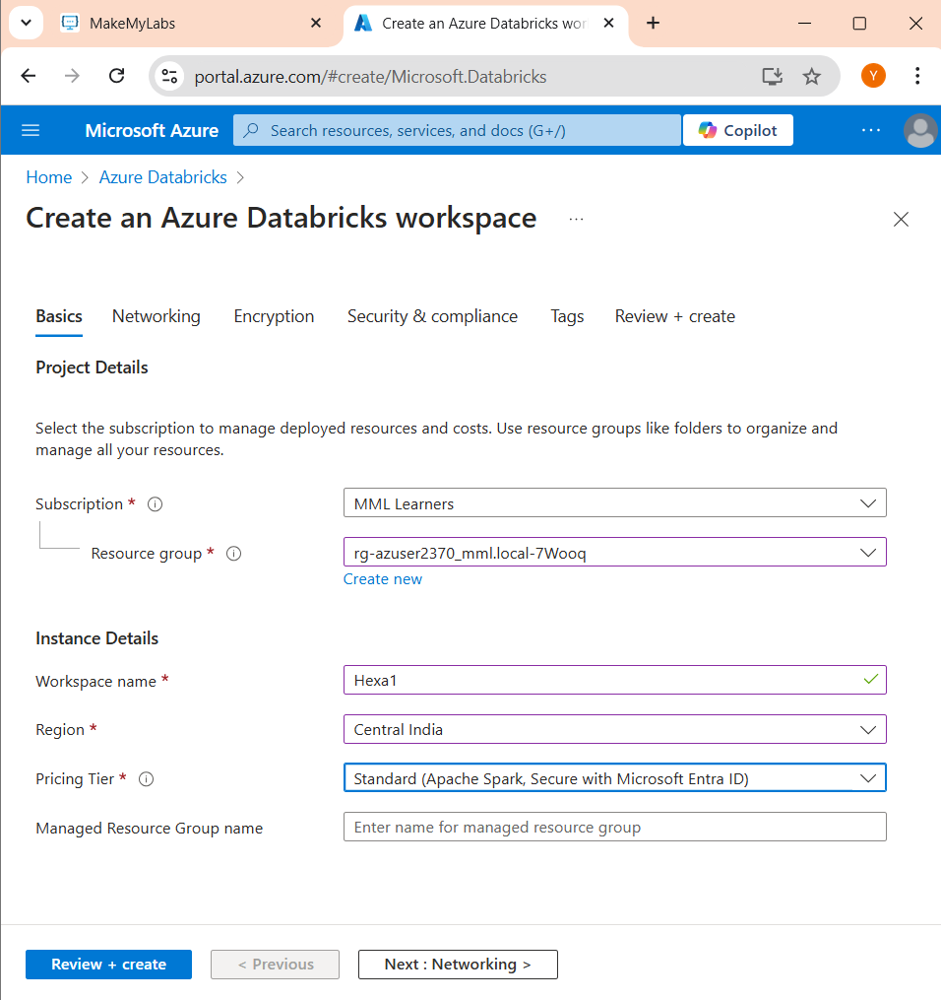 MakeMyLabs
Create an Azure Databricks wor
portal.azure.com/#create/Microsoft.Databricks
Y
Microsoft Azure
Search resources, services, and docs (G+/)
Copilot
Home > Azure Databricks >
Create an Azure Databricks workspace ...
Basics Networking Encryption Security & compliance Tags Review + create
Project Details
Select the subscription to manage deployed resources and costs. Use resource groups like folders to organize and
manage all your resources.
Subscription * MML Learners
Resource group * rg-azuser2370_mml.local-7Wooq
Create new
Instance Details
Workspace name * Hexa1
Region * Central India
Pricing Tier * Standard (Apache Spark, Secure with Microsoft Entra ID)
Managed Resource Group name Enter name for managed resource group
Review + create < Previous Next : Networking >